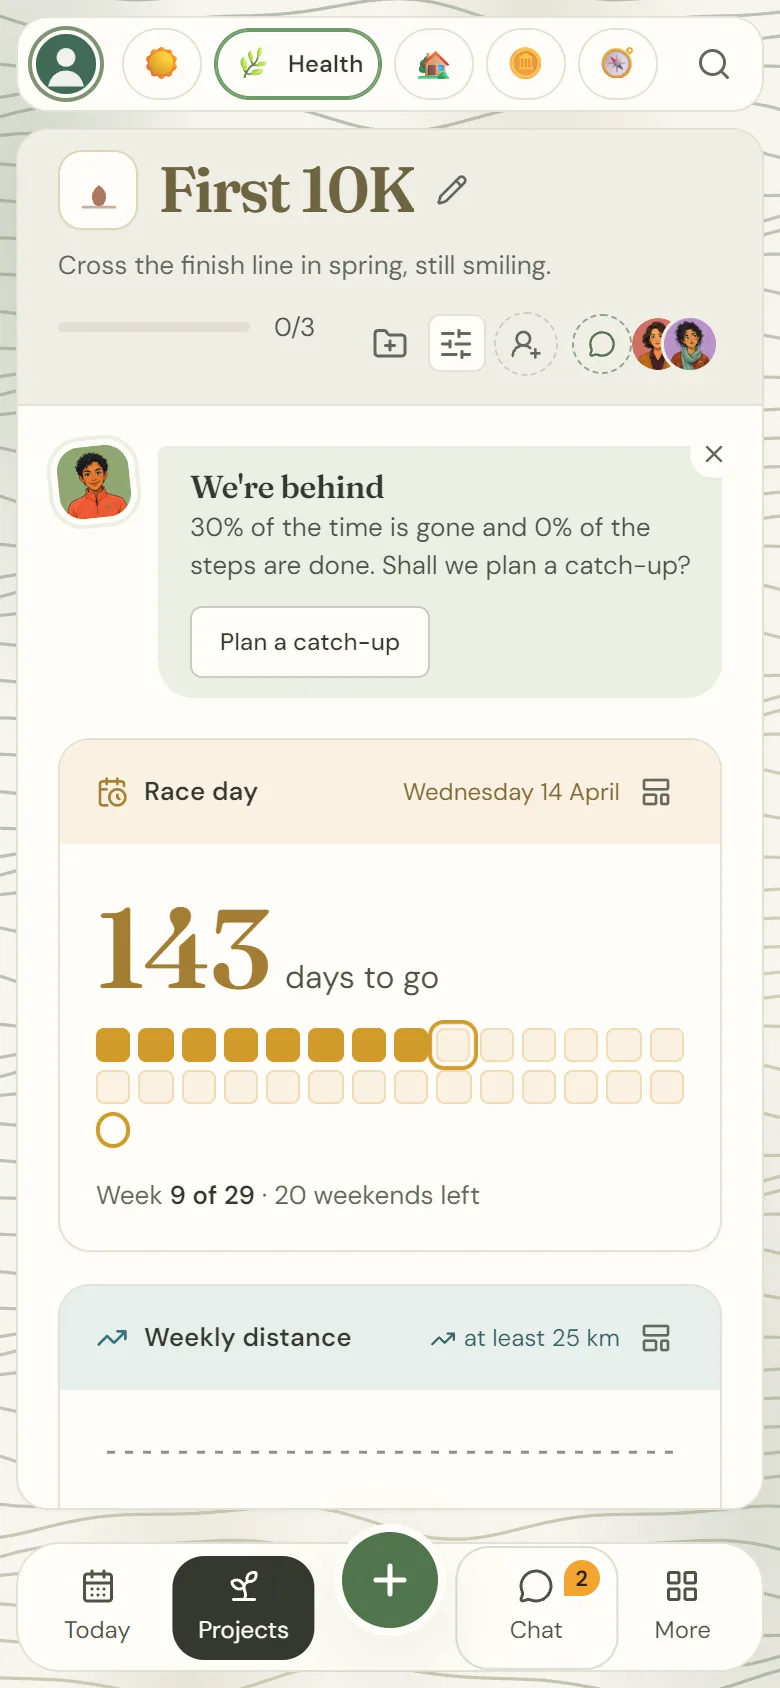 Health
First 10K
Cross the finish line in spring, still smiling.
0/3
We're behind
30% of the time is gone and 0% of the
steps are done. Shall we plan a catch-up?
Plan a catch-up
Race day
Wednesday 14 April
143 days to go
Week 9 of 29 · 20 weekends left
Weekly distance
at least 25 km
Today
Projects
2
Chat
More